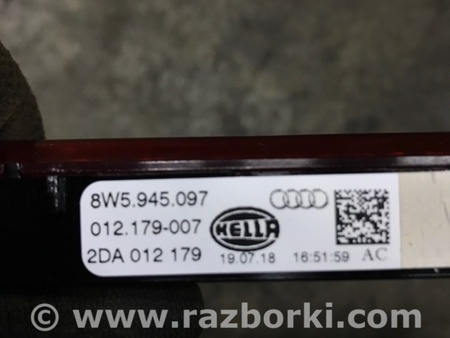 8W5.945.097
012.179-007
HELLA
2DA 012 179
19.07.18
16:51:59
AC
© www.razborki.com